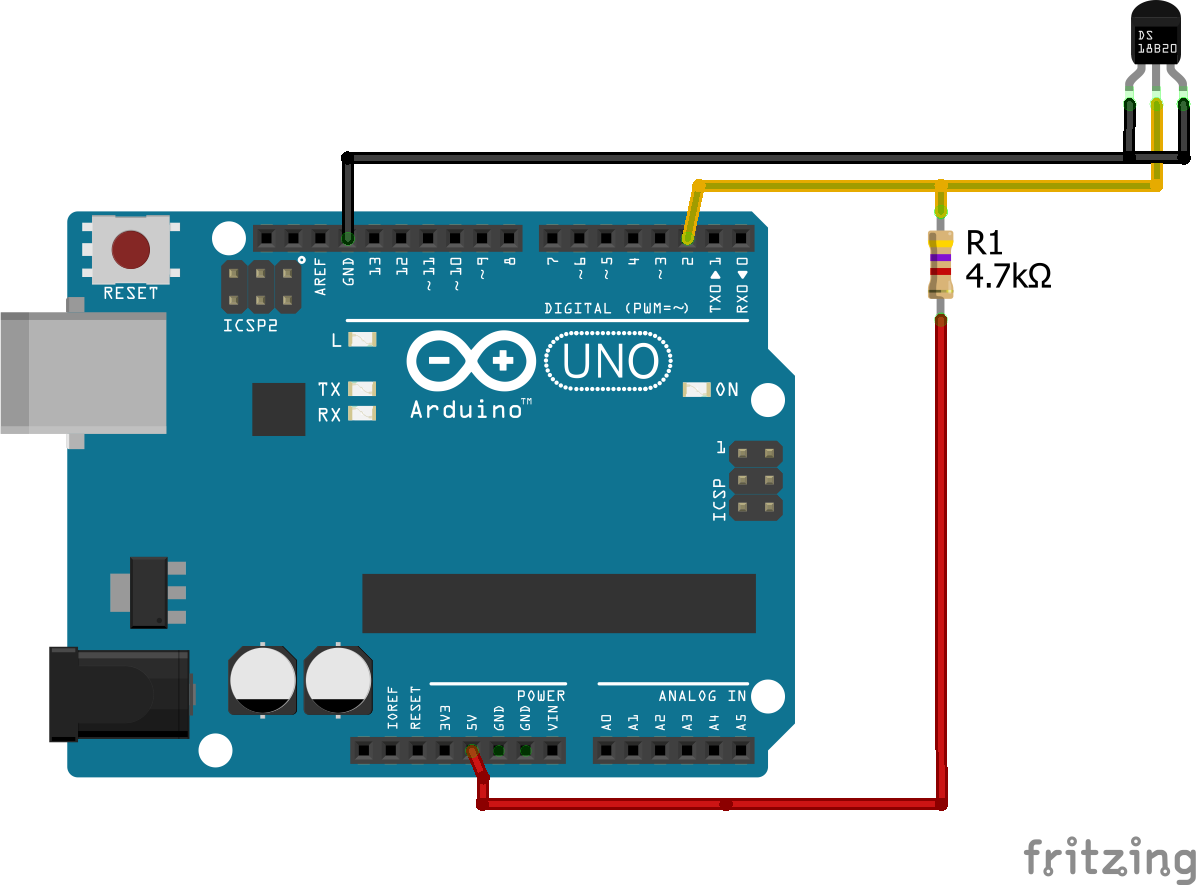 DS
18B20
R1
4.7kΩ
RESET
ICSP2
AREF
GND
13
12
~11
~10
~9
8
7
~6
~5
4
~3
2
TX0▶1
RX0◀0
DIGITAL (PWM=~)
L
TX
RX
UNO
Arduino™
ON
1
ICSP
IOREF
RESET
3V3
5V
GND
GND
VIN
POWER
ANALOG IN
A0
A1
A2
A3
A4
A5
fritzing